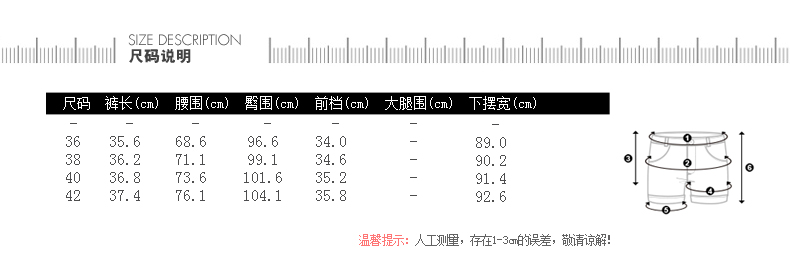 SIZE DESCRIPTION
尺码说明
尺码 裤长(cm) 腰围(cm) 臀围(cm) 前档(cm) 大腿围(cm) 下摆宽(cm)
- - - - - - -
36 35.6 68.6 96.6 34.0 - 89.0
38 36.2 71.1 99.1 34.6 - 90.2
40 36.8 73.6 101.6 35.2 - 91.4
42 37.4 76.1 104.1 35.8 - 92.6
1
2
3
4
5
6
温馨提示: 人工测量，存在1-3cm的误差，敬请谅解!